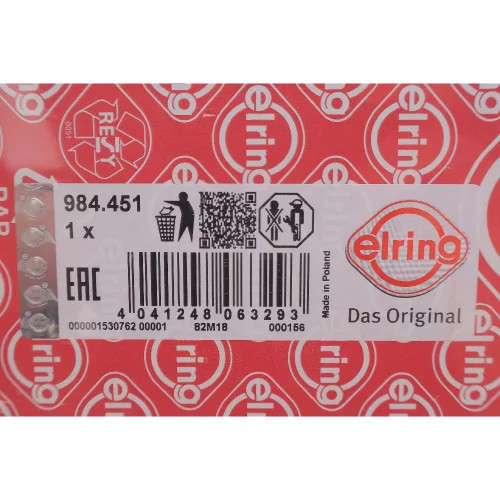 elring
elring
elring
elring
RESY
984.451
1 x
EAC
4 041248 063293
000001530762 00001 82M18 000156
Made in Poland
elring
Das Original